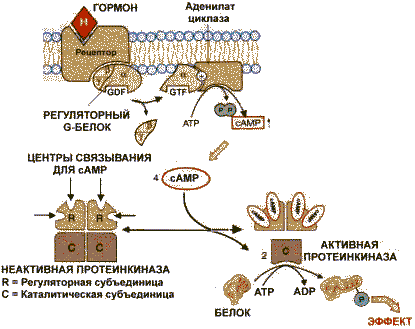 ГОРМОН
Аденилат
циклаза
H
Рецептор
GDF
GTF
РЕГУЛЯТОРНЫЙ
G-БЕЛОК
ATP
P P
cAMP
ЦЕНТРЫ СВЯЗЫВАНИЯ
ДЛЯ cAMP
4 cAMP
R R
C C
2 C
АКТИВНАЯ
ПРОТЕИНКИНАЗА
НЕАКТИВНАЯ ПРОТЕИНКИНАЗА
R = Регуляторная субъединица
C = Каталитическая субъединица
ATP ADP
БЕЛОК
P
ЭФФЕКТ